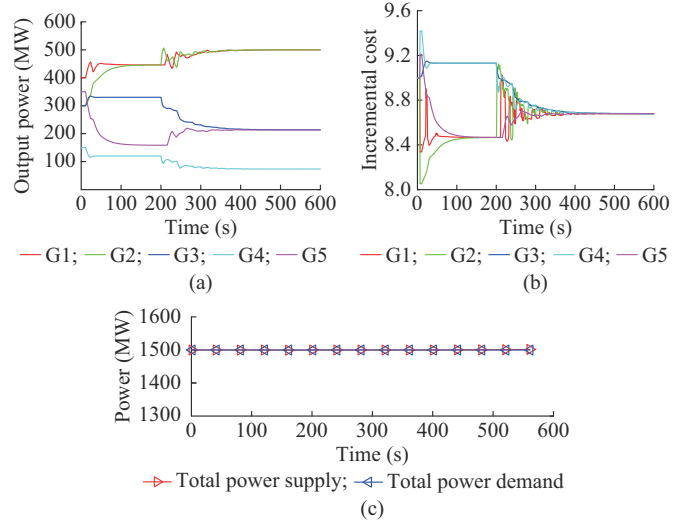 600
500
400
300
200
100
Output power (MW)
0 100 200 300 400 500 600
Time (s)
G1; G2; G3; G4; G5
(a)
9.6
9.2
8.8
8.4
8.0
Incremental cost
0 100 200 300 400 500 600
Time (s)
G1; G2; G3; G4; G5
(b)
1600
1500
1400
1300
Power (MW)
0 100 200 300 400 500 600
Time (s)
Total power supply; Total power demand
(c)